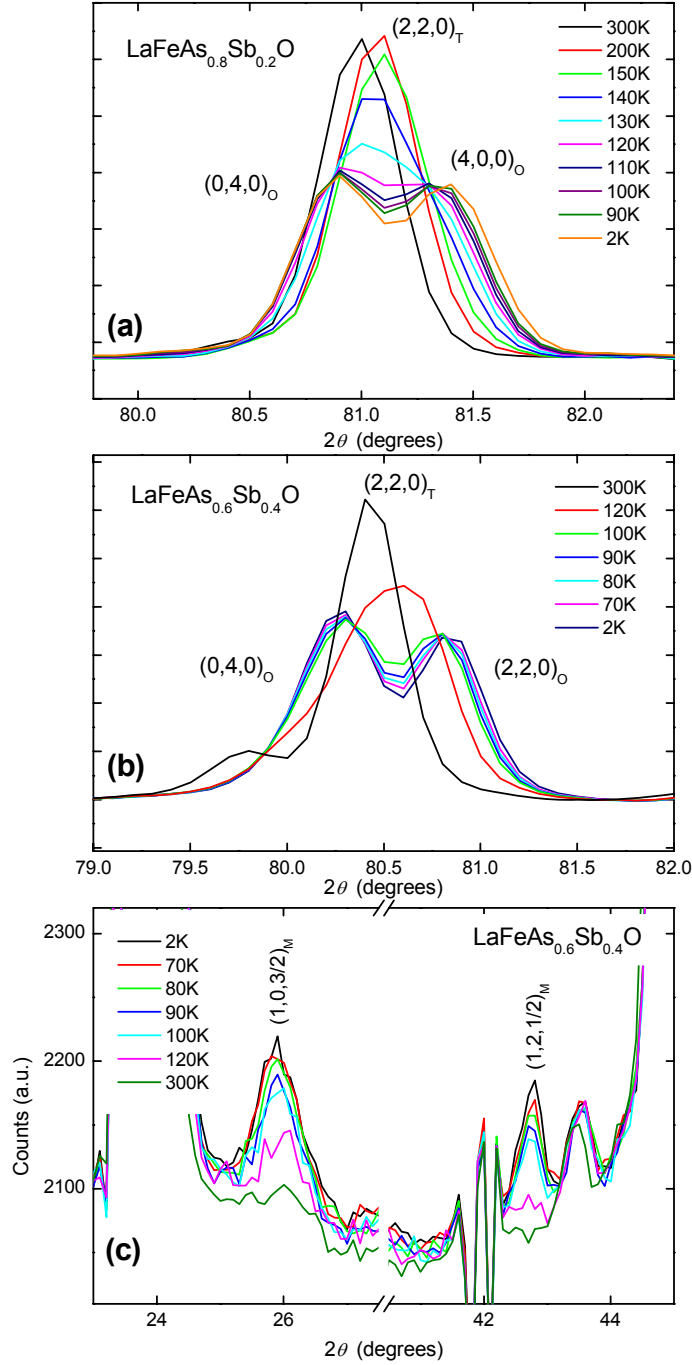 LaFeAs0.8Sb0.2O
(2,2,0)T
(0,4,0)O
(4,0,0)O
300K
200K
150K
140K
130K
120K
110K
100K
90K
2K
(a)
80.0 80.5 81.0 81.5 82.0
2θ (degrees)
LaFeAs0.6Sb0.4O
(2,2,0)T
(0,4,0)O
(2,2,0)O
300K
120K
100K
90K
80K
70K
2K
(b)
79.0 79.5 80.0 80.5 81.0 81.5 82.0
2θ (degrees)
LaFeAs0.6Sb0.4O
2K
70K
80K
90K
100K
120K
300K
(1,0,3/2)M
(1,2,1/2)M
2300
2200
2100
Counts (a.u.)
(c)
24 26 42 44
2θ (degrees)